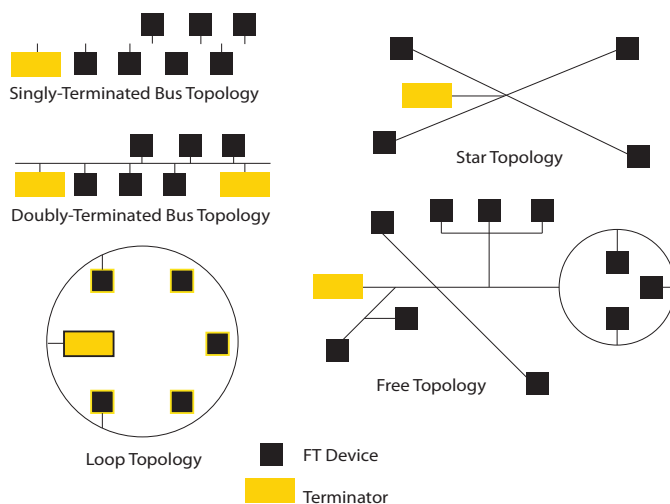 Singly-Terminated Bus Topology
Doubly-Terminated Bus Topology
Star Topology
Free Topology
Loop Topology
FT Device
Terminator